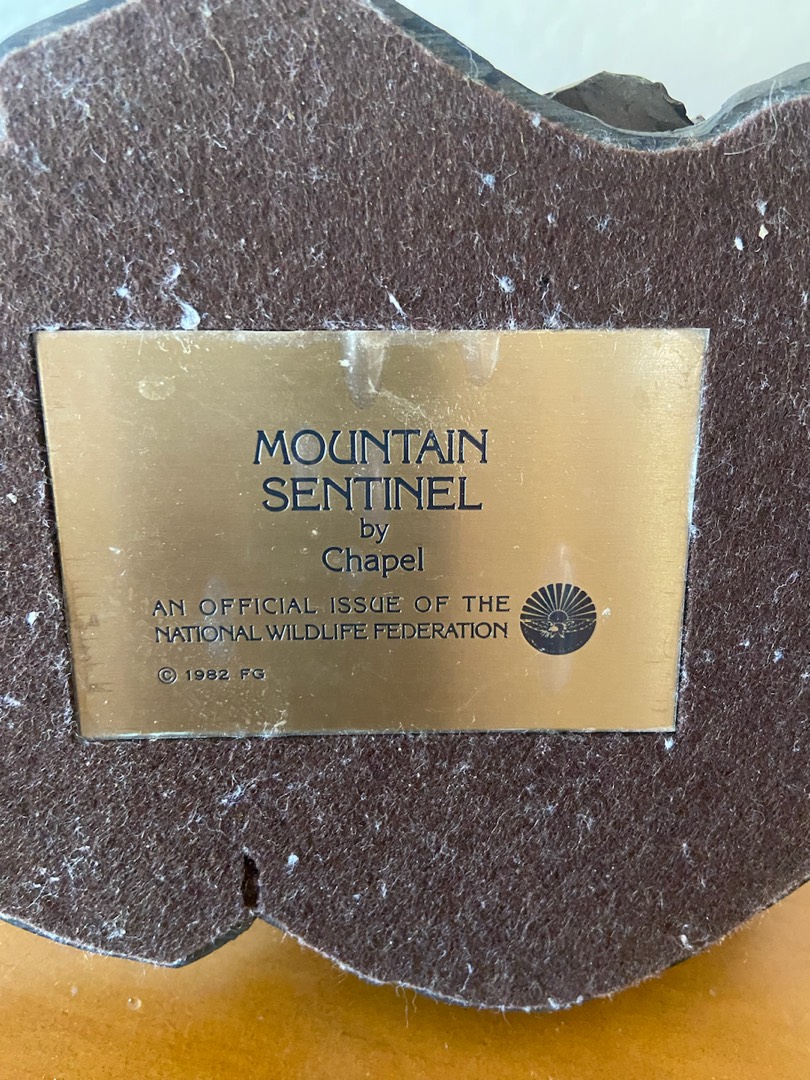 MOUNTAIN
SENTINEL
by
Chapel
AN OFFICIAL ISSUE OF THE
NATIONAL WILDLIFE FEDERATION
© 1982 FG